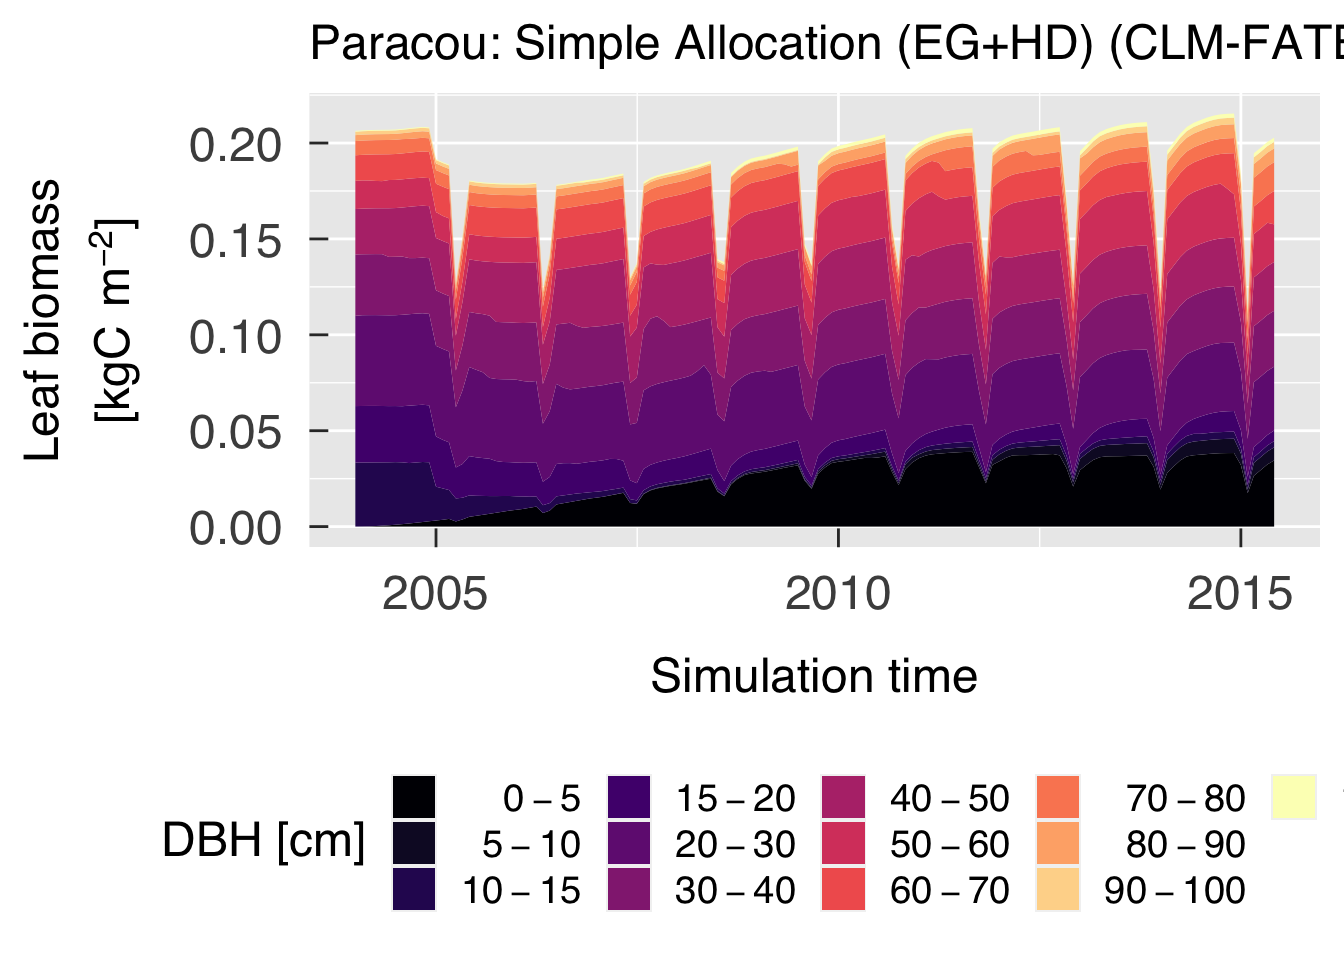 Paracou: Simple Allocation (EG+HD) (CLM-FATE
Leaf biomass
[kgC m⁻²]
0.20
0.15
0.10
0.05
0.00
2005 2010 2015
Simulation time
DBH [cm]
0 – 5 15 – 20 40 – 50 70 – 80
5 – 10 20 – 30 50 – 60 80 – 90
10 – 15 30 – 40 60 – 70 90 – 100